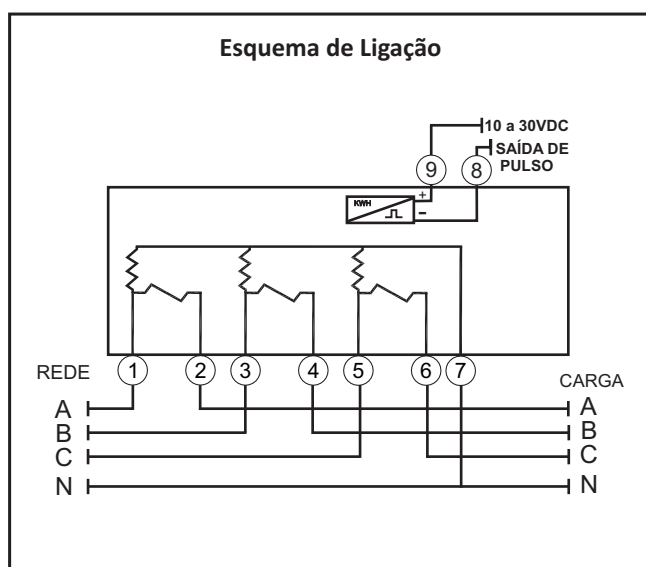 Esquema de Ligação
10 a 30VDC
SAÍDA DE
PULSO
9
8
KWH
+
-
REDE
1
2
3
4
5
6
7
CARGA
A
A
B
B
C
C
N
N